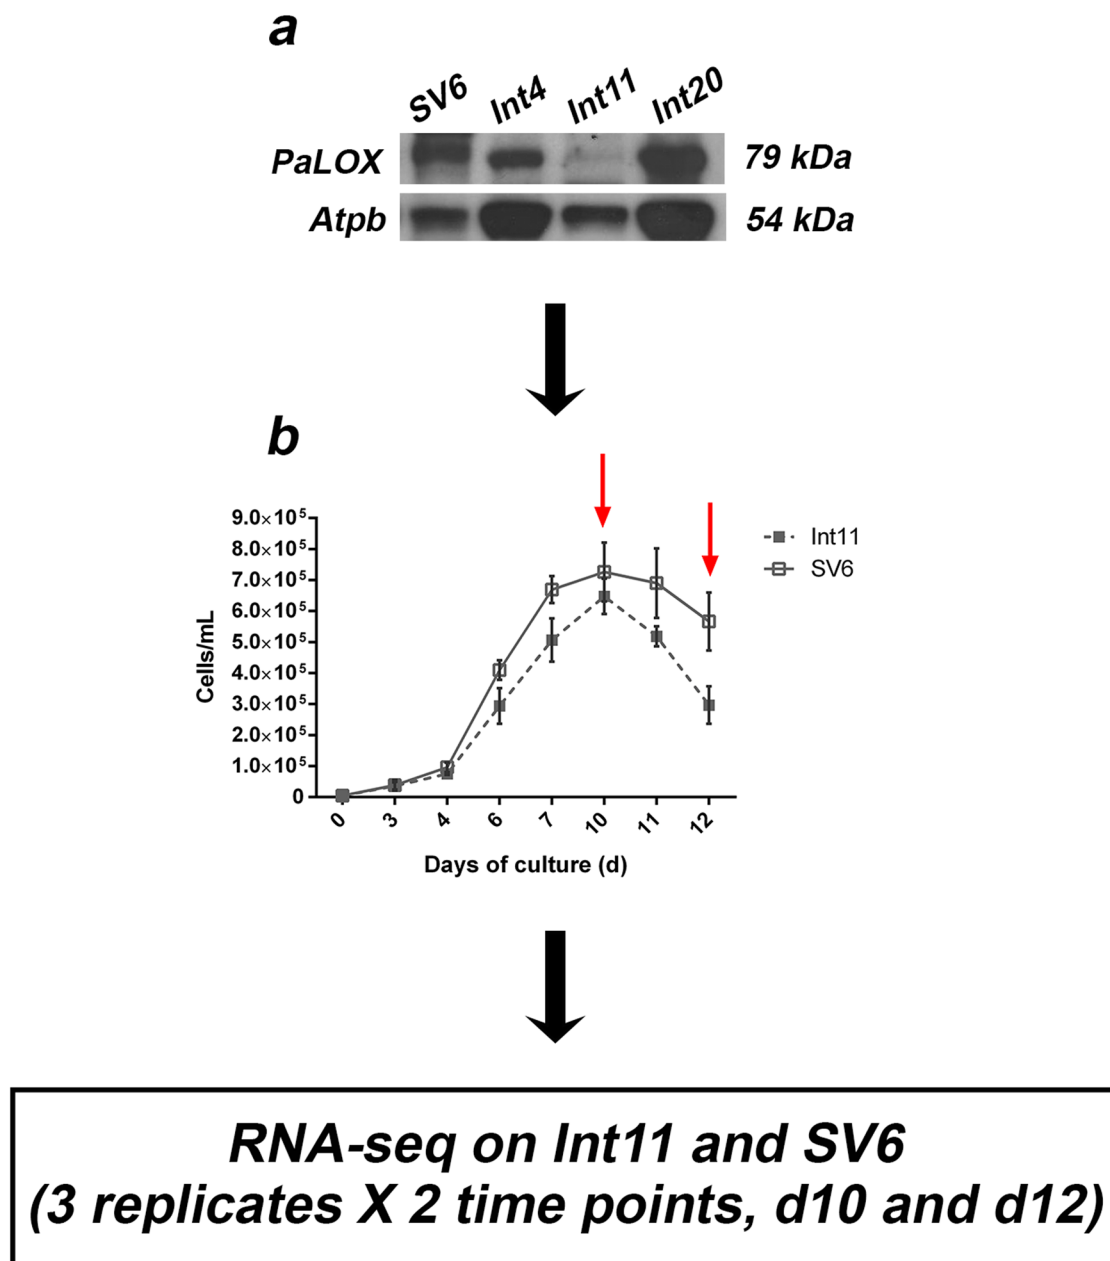 a
SV6 Int4 Int11 Int20
PaLOX 79 kDa
Atpb 54 kDa
b
9.0×10⁵
8.0×10⁵
7.0×10⁵
6.0×10⁵
5.0×10⁵
4.0×10⁵
3.0×10⁵
2.0×10⁵
1.0×10⁵
0
Cells/mL
0 3 4 6 7 10 11 12
Days of culture (d)
Int11
SV6
RNA-seq on Int11 and SV6
(3 replicates X 2 time points, d10 and d12)